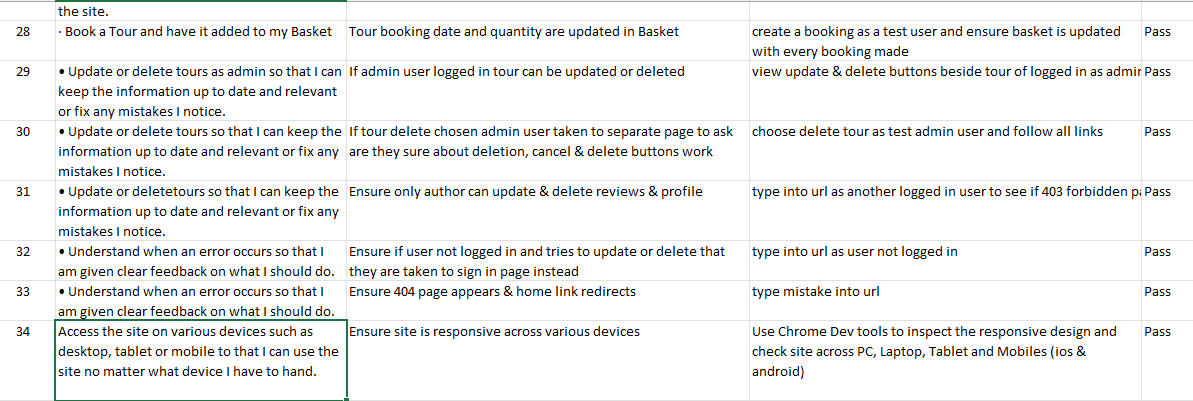 the site.
28 · Book a Tour and have it added to my Basket Tour booking date and quantity are updated in Basket create a booking as a test user and ensure basket is updated Pass
with every booking made
29 • Update or delete tours as admin so that I can If admin user logged in tour can be updated or deleted view update & delete buttons beside tour of logged in as admin Pass
keep the information up to date and relevant
or fix any mistakes I notice.
30 • Update or delete tours so that I can keep the If tour delete chosen admin user taken to separate page to ask choose delete tour as test admin user and follow all links Pass
information up to date and relevant or fix any are they sure about deletion, cancel & delete buttons work
mistakes I notice.
31 • Update or deletetours so that I can keep the Ensure only author can update & delete reviews & profile type into url as another logged in user to see if 403 forbidden Pass
information up to date and relevant or fix any
mistakes I notice.
32 • Understand when an error occurs so that I Ensure if user not logged in and tries to update or delete that type into url as user not logged in Pass
am given clear feedback on what I should do. they are taken to sign in page instead
33 • Understand when an error occurs so that I Ensure 404 page appears & home link redirects type mistake into url Pass
am given clear feedback on what I should do.
34 Access the site on various devices such as Ensure site is responsive across various devices Use Chrome Dev tools to inspect the responsive design and Pass
desktop, tablet or mobile to that I can use the check site across PC, Laptop, Tablet and Mobiles (ios &
site no matter what device I have to hand. android)